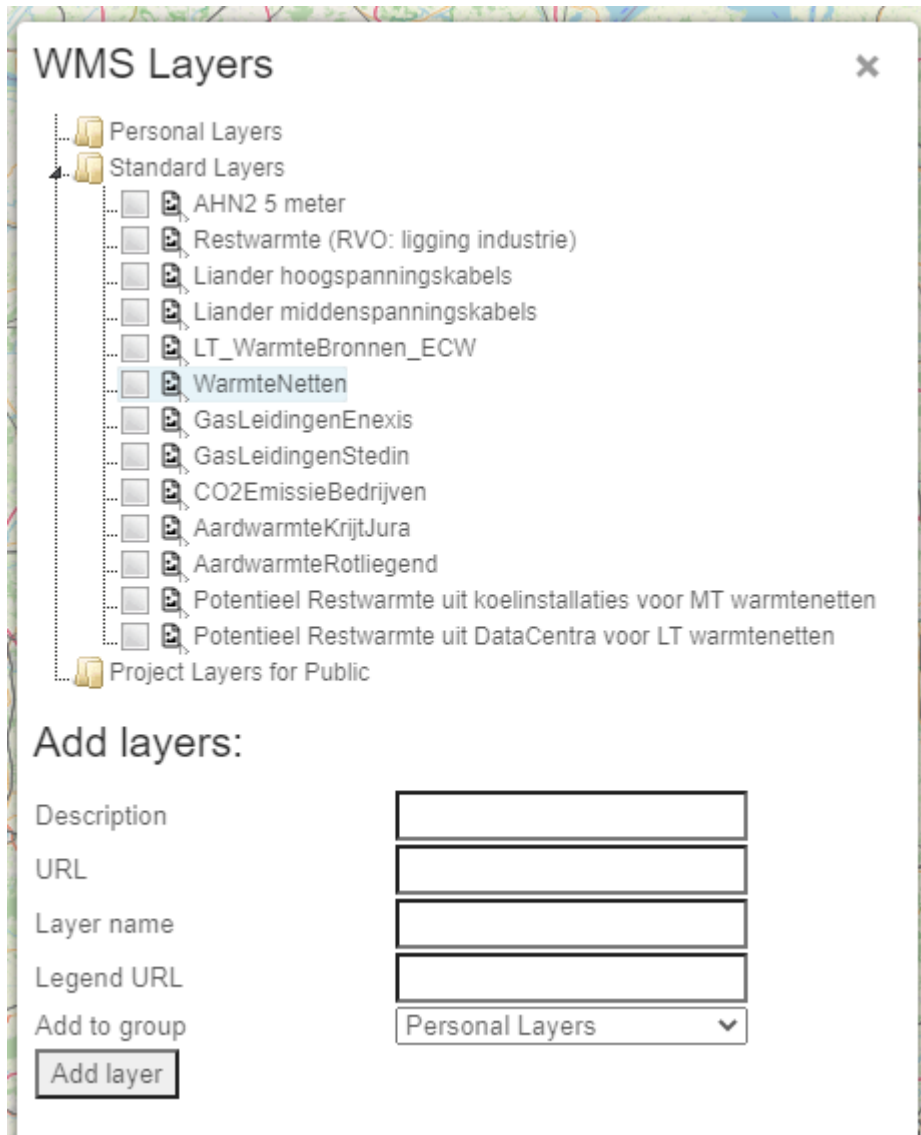 WMS Layers
Personal Layers
Standard Layers
AHN2 5 meter
Restwarmte (RVO: ligging industrie)
Liander hoogspanningskabels
Liander middenspanningskabels
LT_WarmteBronnen_ECW
WarmteNetten
GasLeidingenEnexis
GasLeidingenStedin
CO2EmissieBedrijven
AardwarmteKrijtJura
AardwarmteRotliegend
Potentieel Restwarmte uit koelinstallaties voor MT warmtenetten
Potentieel Restwarmte uit DataCentra voor LT warmtenetten
Project Layers for Public
Add layers:
Description
URL
Layer name
Legend URL
Add to group Personal Layers
Add layer